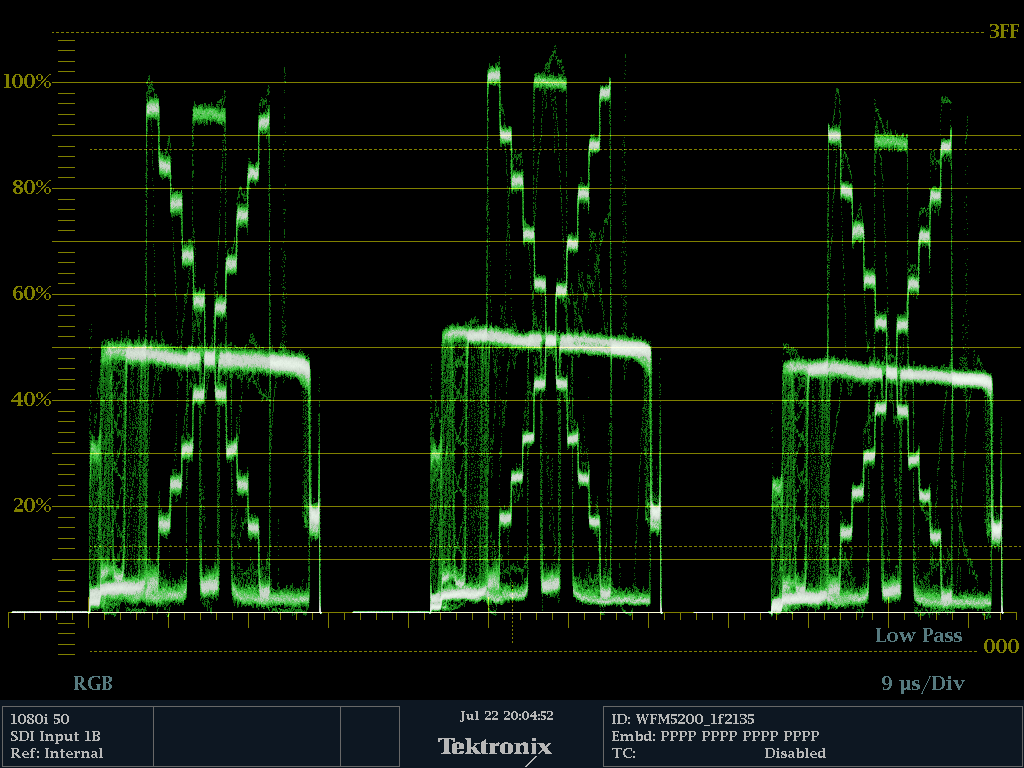 3FF
100%
80%
60%
40%
20%
Low Pass
000
RGB
9 µs/Div
1080i 50
SDI Input 1B
Ref: Internal
Jul 22 20:04:52
Tektronix
ID: WFM5200_1f2135
Embd: PPPP PPPP PPPP PPPP
TC: Disabled